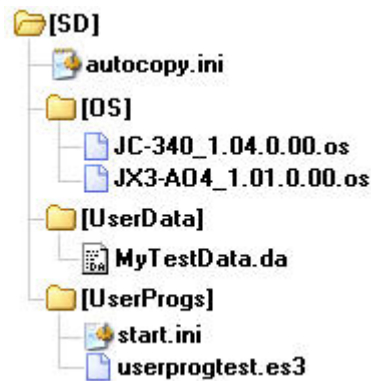 [SD]
autocopy.ini
[OS]
JC-340_1.04.0.00.os
JX3-AO4_1.01.0.00.os
[UserData]
MyTestData.da
[UserProgs]
start.ini
userprogtest.es3